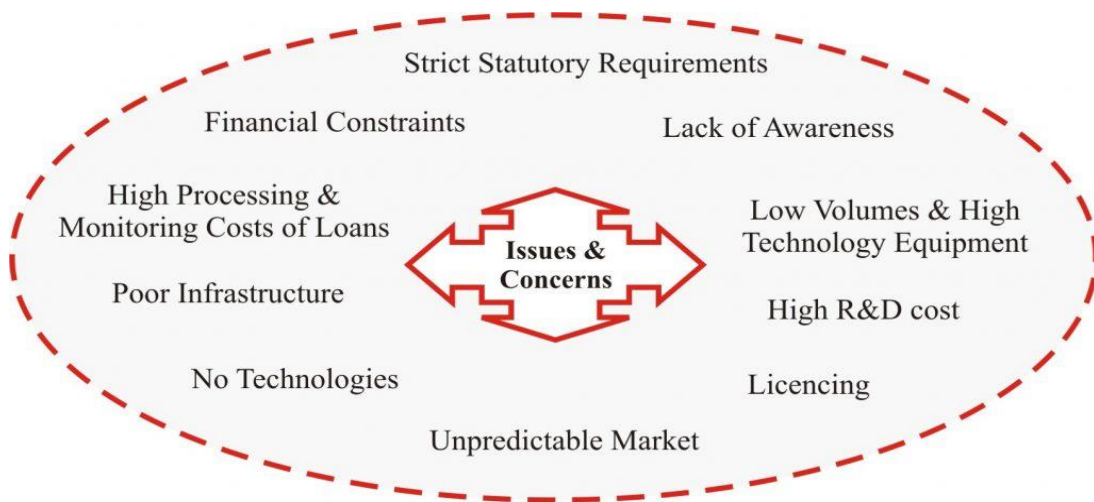 Strict Statutory Requirements
Financial Constraints
Lack of Awareness
High Processing &
Monitoring Costs of Loans
Low Volumes & High
Technology Equipment
Issues &
Concerns
Poor Infrastructure
High R&D cost
No Technologies
Licencing
Unpredictable Market